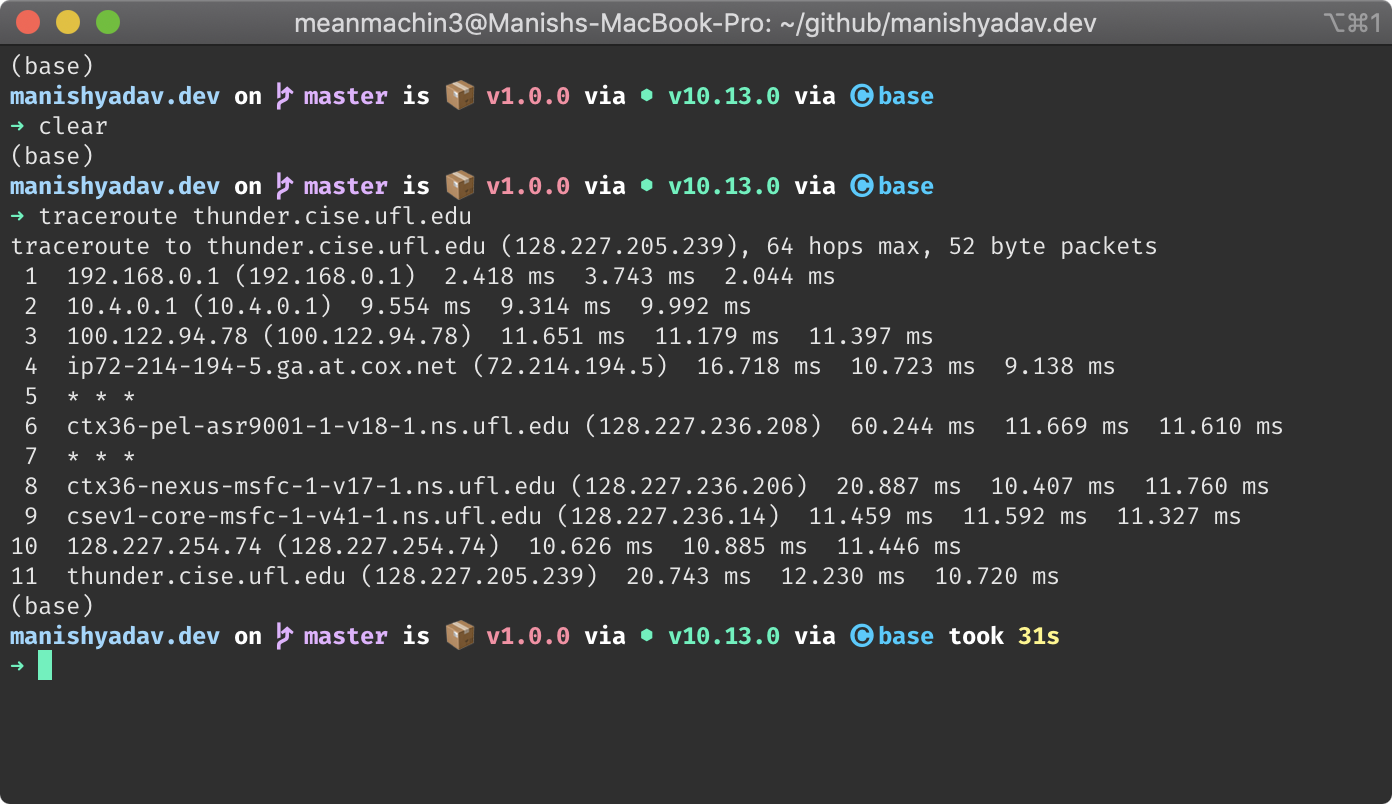 meanmachin3@Manishs-MacBook-Pro: ~/github/manishyadav.dev ⌥⌘1
(base)
manishyadav.dev on master is 📦 v1.0.0 via ⬢ v10.13.0 via 🅒 base
➜ clear
(base)
manishyadav.dev on master is 📦 v1.0.0 via ⬢ v10.13.0 via 🅒 base
➜ traceroute thunder.cise.ufl.edu
traceroute to thunder.cise.ufl.edu (128.227.205.239), 64 hops max, 52 byte packets
 1  192.168.0.1 (192.168.0.1)  2.418 ms  3.743 ms  2.044 ms
 2  10.4.0.1 (10.4.0.1)  9.554 ms  9.314 ms  9.992 ms
 3  100.122.94.78 (100.122.94.78)  11.651 ms  11.179 ms  11.397 ms
 4  ip72-214-194-5.ga.at.cox.net (72.214.194.5)  16.718 ms  10.723 ms  9.138 ms
 5  * * *
 6  ctx36-pel-asr9001-1-v18-1.ns.ufl.edu (128.227.236.208)  60.244 ms  11.669 ms  11.610 ms
 7  * * *
 8  ctx36-nexus-msfc-1-v17-1.ns.ufl.edu (128.227.236.206)  20.887 ms  10.407 ms  11.760 ms
 9  csev1-core-msfc-1-v41-1.ns.ufl.edu (128.227.236.14)  11.459 ms  11.592 ms  11.327 ms
10  128.227.254.74 (128.227.254.74)  10.626 ms  10.885 ms  11.446 ms
11  thunder.cise.ufl.edu (128.227.205.239)  20.743 ms  12.230 ms  10.720 ms
(base)
manishyadav.dev on master is 📦 v1.0.0 via ⬢ v10.13.0 via 🅒 base took 31s
➜